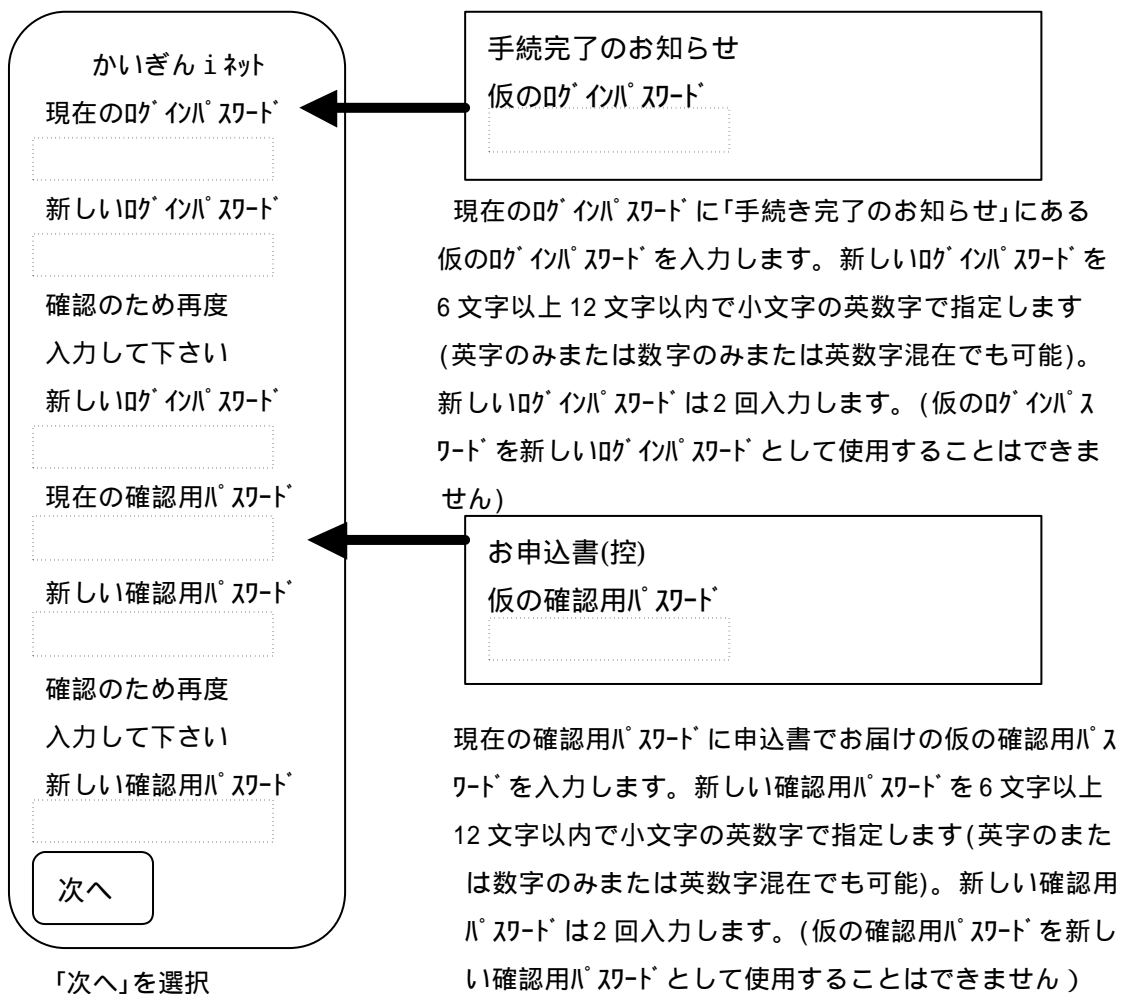 かいぎんｉﾈｯﾄ
現在のﾛｸﾞｲﾝﾊﾟｽﾜｰﾄﾞ
新しいﾛｸﾞｲﾝﾊﾟｽﾜｰﾄﾞ
確認のため再度
入力して下さい
新しいﾛｸﾞｲﾝﾊﾟｽﾜｰﾄﾞ
現在の確認用ﾊﾟｽﾜｰﾄﾞ
新しい確認用ﾊﾟｽﾜｰﾄﾞ
確認のため再度
入力して下さい
新しい確認用ﾊﾟｽﾜｰﾄﾞ
次へ
「次へ」を選択
手続完了のお知らせ
仮のﾛｸﾞｲﾝﾊﾟｽﾜｰﾄﾞ
現在のﾛｸﾞｲﾝﾊﾟｽﾜｰﾄﾞに「手続き完了のお知らせ」にある
仮のﾛｸﾞｲﾝﾊﾟｽﾜｰﾄﾞを入力します。新しいﾛｸﾞｲﾝﾊﾟｽﾜｰﾄﾞを
6文字以上12文字以内で小文字の英数字で指定します
(英字のみまたは数字のみまたは英数字混在でも可能)。
新しいﾛｸﾞｲﾝﾊﾟｽﾜｰﾄﾞは2回入力します。(仮のﾛｸﾞｲﾝﾊﾟｽ
ﾜｰﾄﾞを新しいﾛｸﾞｲﾝﾊﾟｽﾜｰﾄﾞとして使用することはできま
せん)
お申込書(控)
仮の確認用ﾊﾟｽﾜｰﾄﾞ
現在の確認用ﾊﾟｽﾜｰﾄﾞに申込書でお届けの仮の確認用ﾊﾟｽ
ﾜｰﾄﾞを入力します。新しい確認用ﾊﾟｽﾜｰﾄﾞを6文字以上
12文字以内で小文字の英数字で指定します(英字のまた
は数字のみまたは英数字混在でも可能)。新しい確認用
ﾊﾟｽﾜｰﾄﾞは2回入力します。(仮の確認用ﾊﾟｽﾜｰﾄﾞを新し
い確認用ﾊﾟｽﾜｰﾄﾞとして使用することはできません)